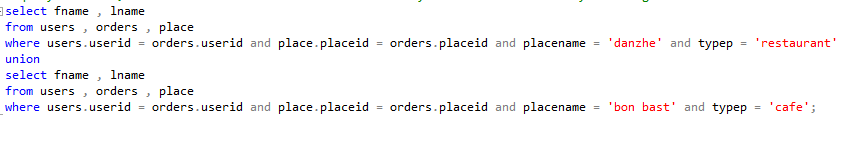 select fname , lname
from users , orders , place
where users.userid = orders.userid and place.placeid = orders.placeid and placename = 'danzhe' and typep = 'restaurant'
union
select fname , lname
from users , orders , place
where users.userid = orders.userid and place.placeid = orders.placeid and placename = 'bon bast' and typep = 'cafe';